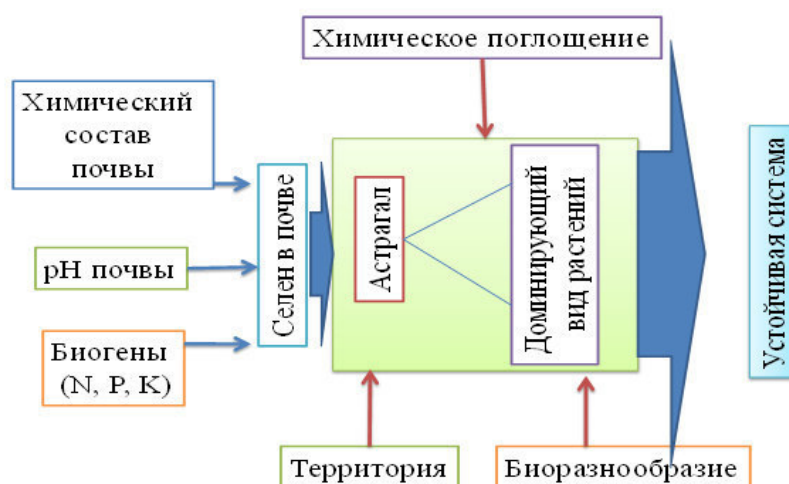 Химическое поглощение
Химический
состав
почвы
pH почвы
Биогены
(N, P, K)
Селен в почве
Астрагал
Доминирующий
вид растений
Устойчивая система
Территория
Биоразнообразие